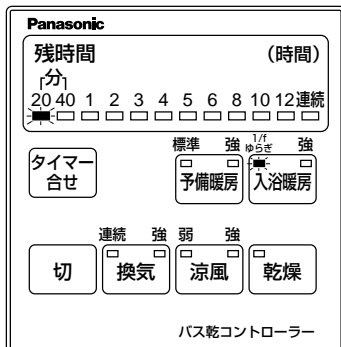 Panasonic
残時間 (時間)
分
20 40 1 2 3 4 5 6 8 10 12 連続
標準 強 1/f ゆらぎ 強
タイマー合せ 予備暖房 入浴暖房
連続 強 弱 強
切 換気 涼風 乾燥
バス乾コントローラー